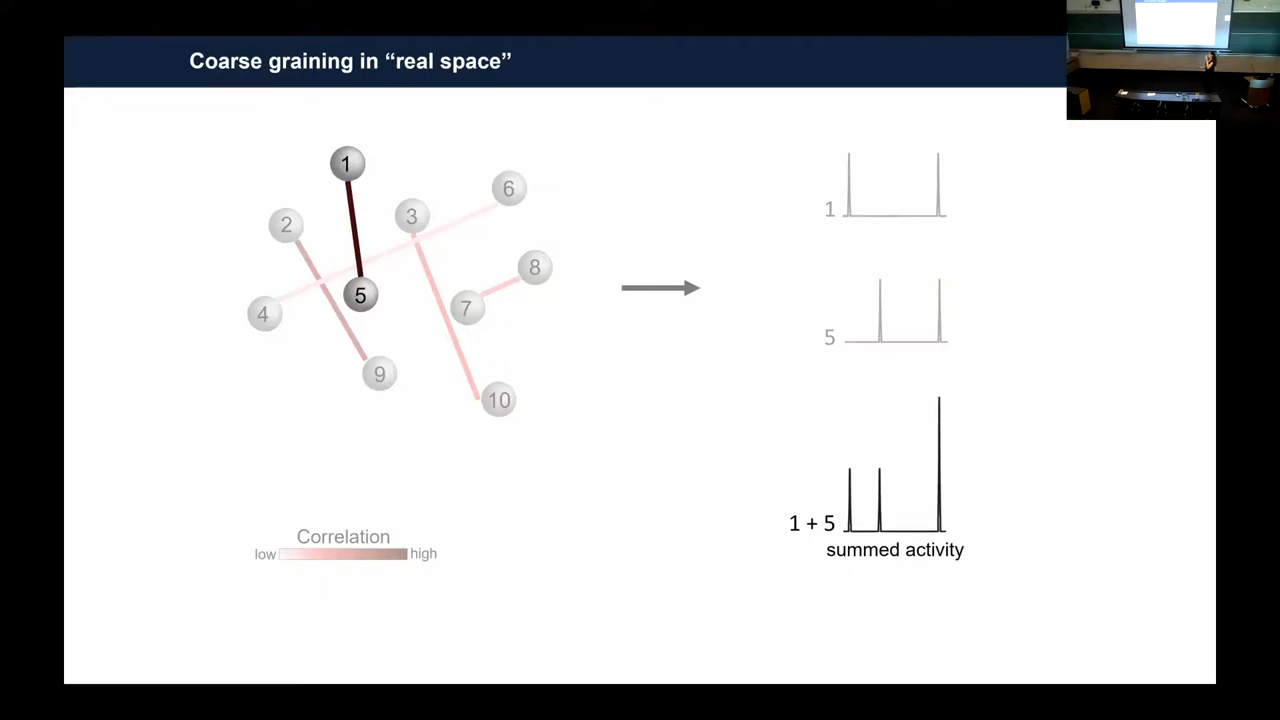 Coarse graining in “real space”
1
2
3
6
5
4
7
8
9
10
Correlation
low
high
1
5
1 + 5
summed activity